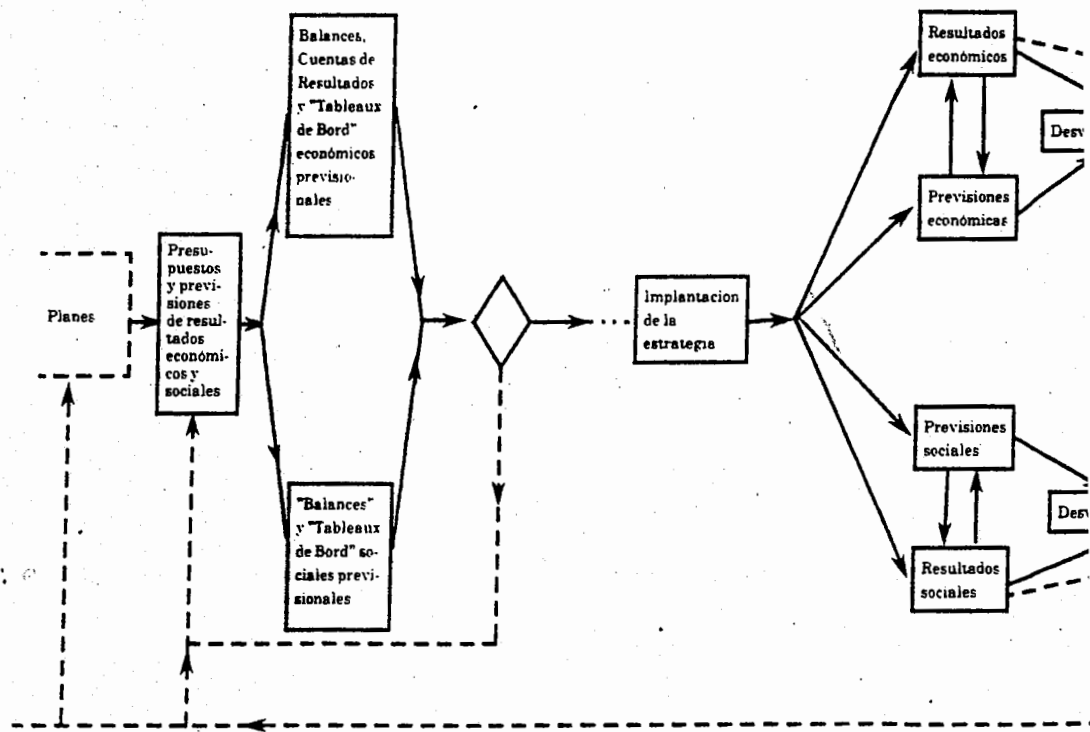 Planes
Presu-
puestos
y previ-
siones
de resul-
tados
económi-
cos y
sociales
Balances,
Cuentas de
Resultados
y "Tableaux
de Bord"
económicos
previsio-
nales
"Balances"
y "Tableaux
de Bord" so-
ciales previ-
sionales
Implantacion
de la
estrategia
Resultados
económicos
Previsiones
económicas
Previsiones
sociales
Resultados
sociales